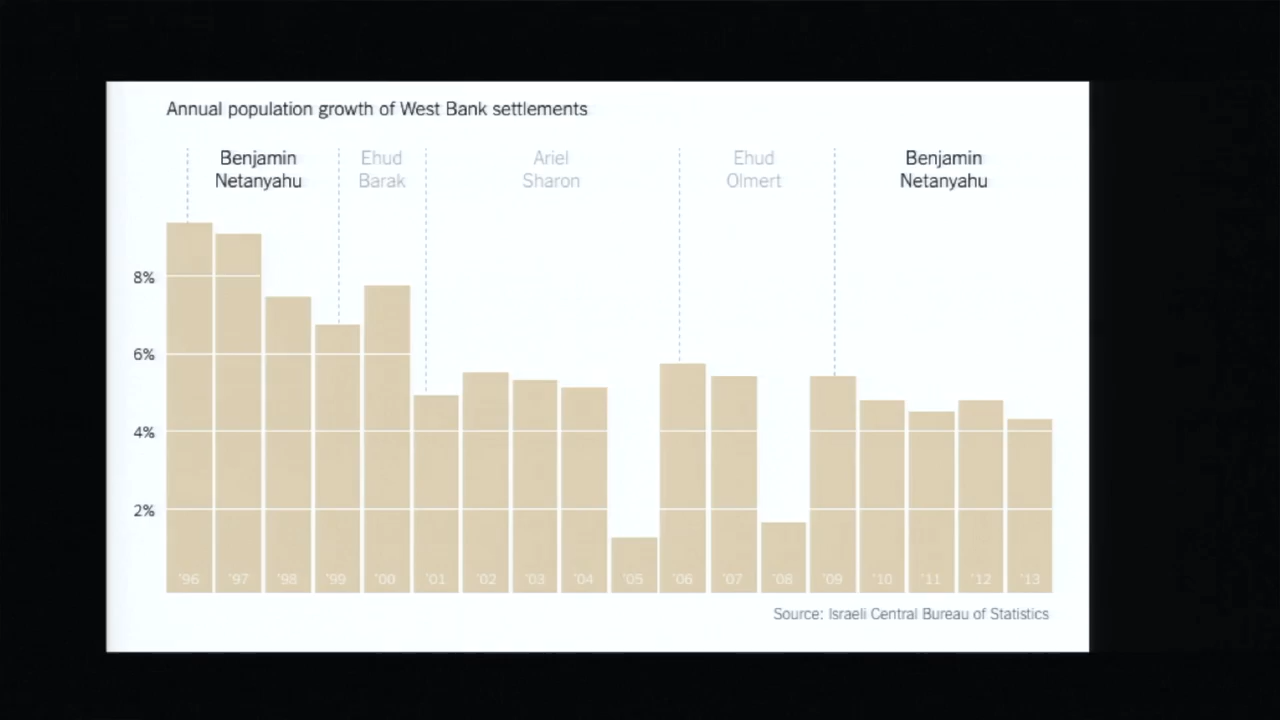 Annual population growth of West Bank settlements
Benjamin
Netanyahu
Ehud
Barak
Ariel
Sharon
Ehud
Olmert
Benjamin
Netanyahu
8%
6%
4%
2%
'96 '97 '98 '99 '00 '01 '02 '03 '04 '05 '06 '07 '08 '09 '10 '11 '12 '13
Source: Israeli Central Bureau of Statistics